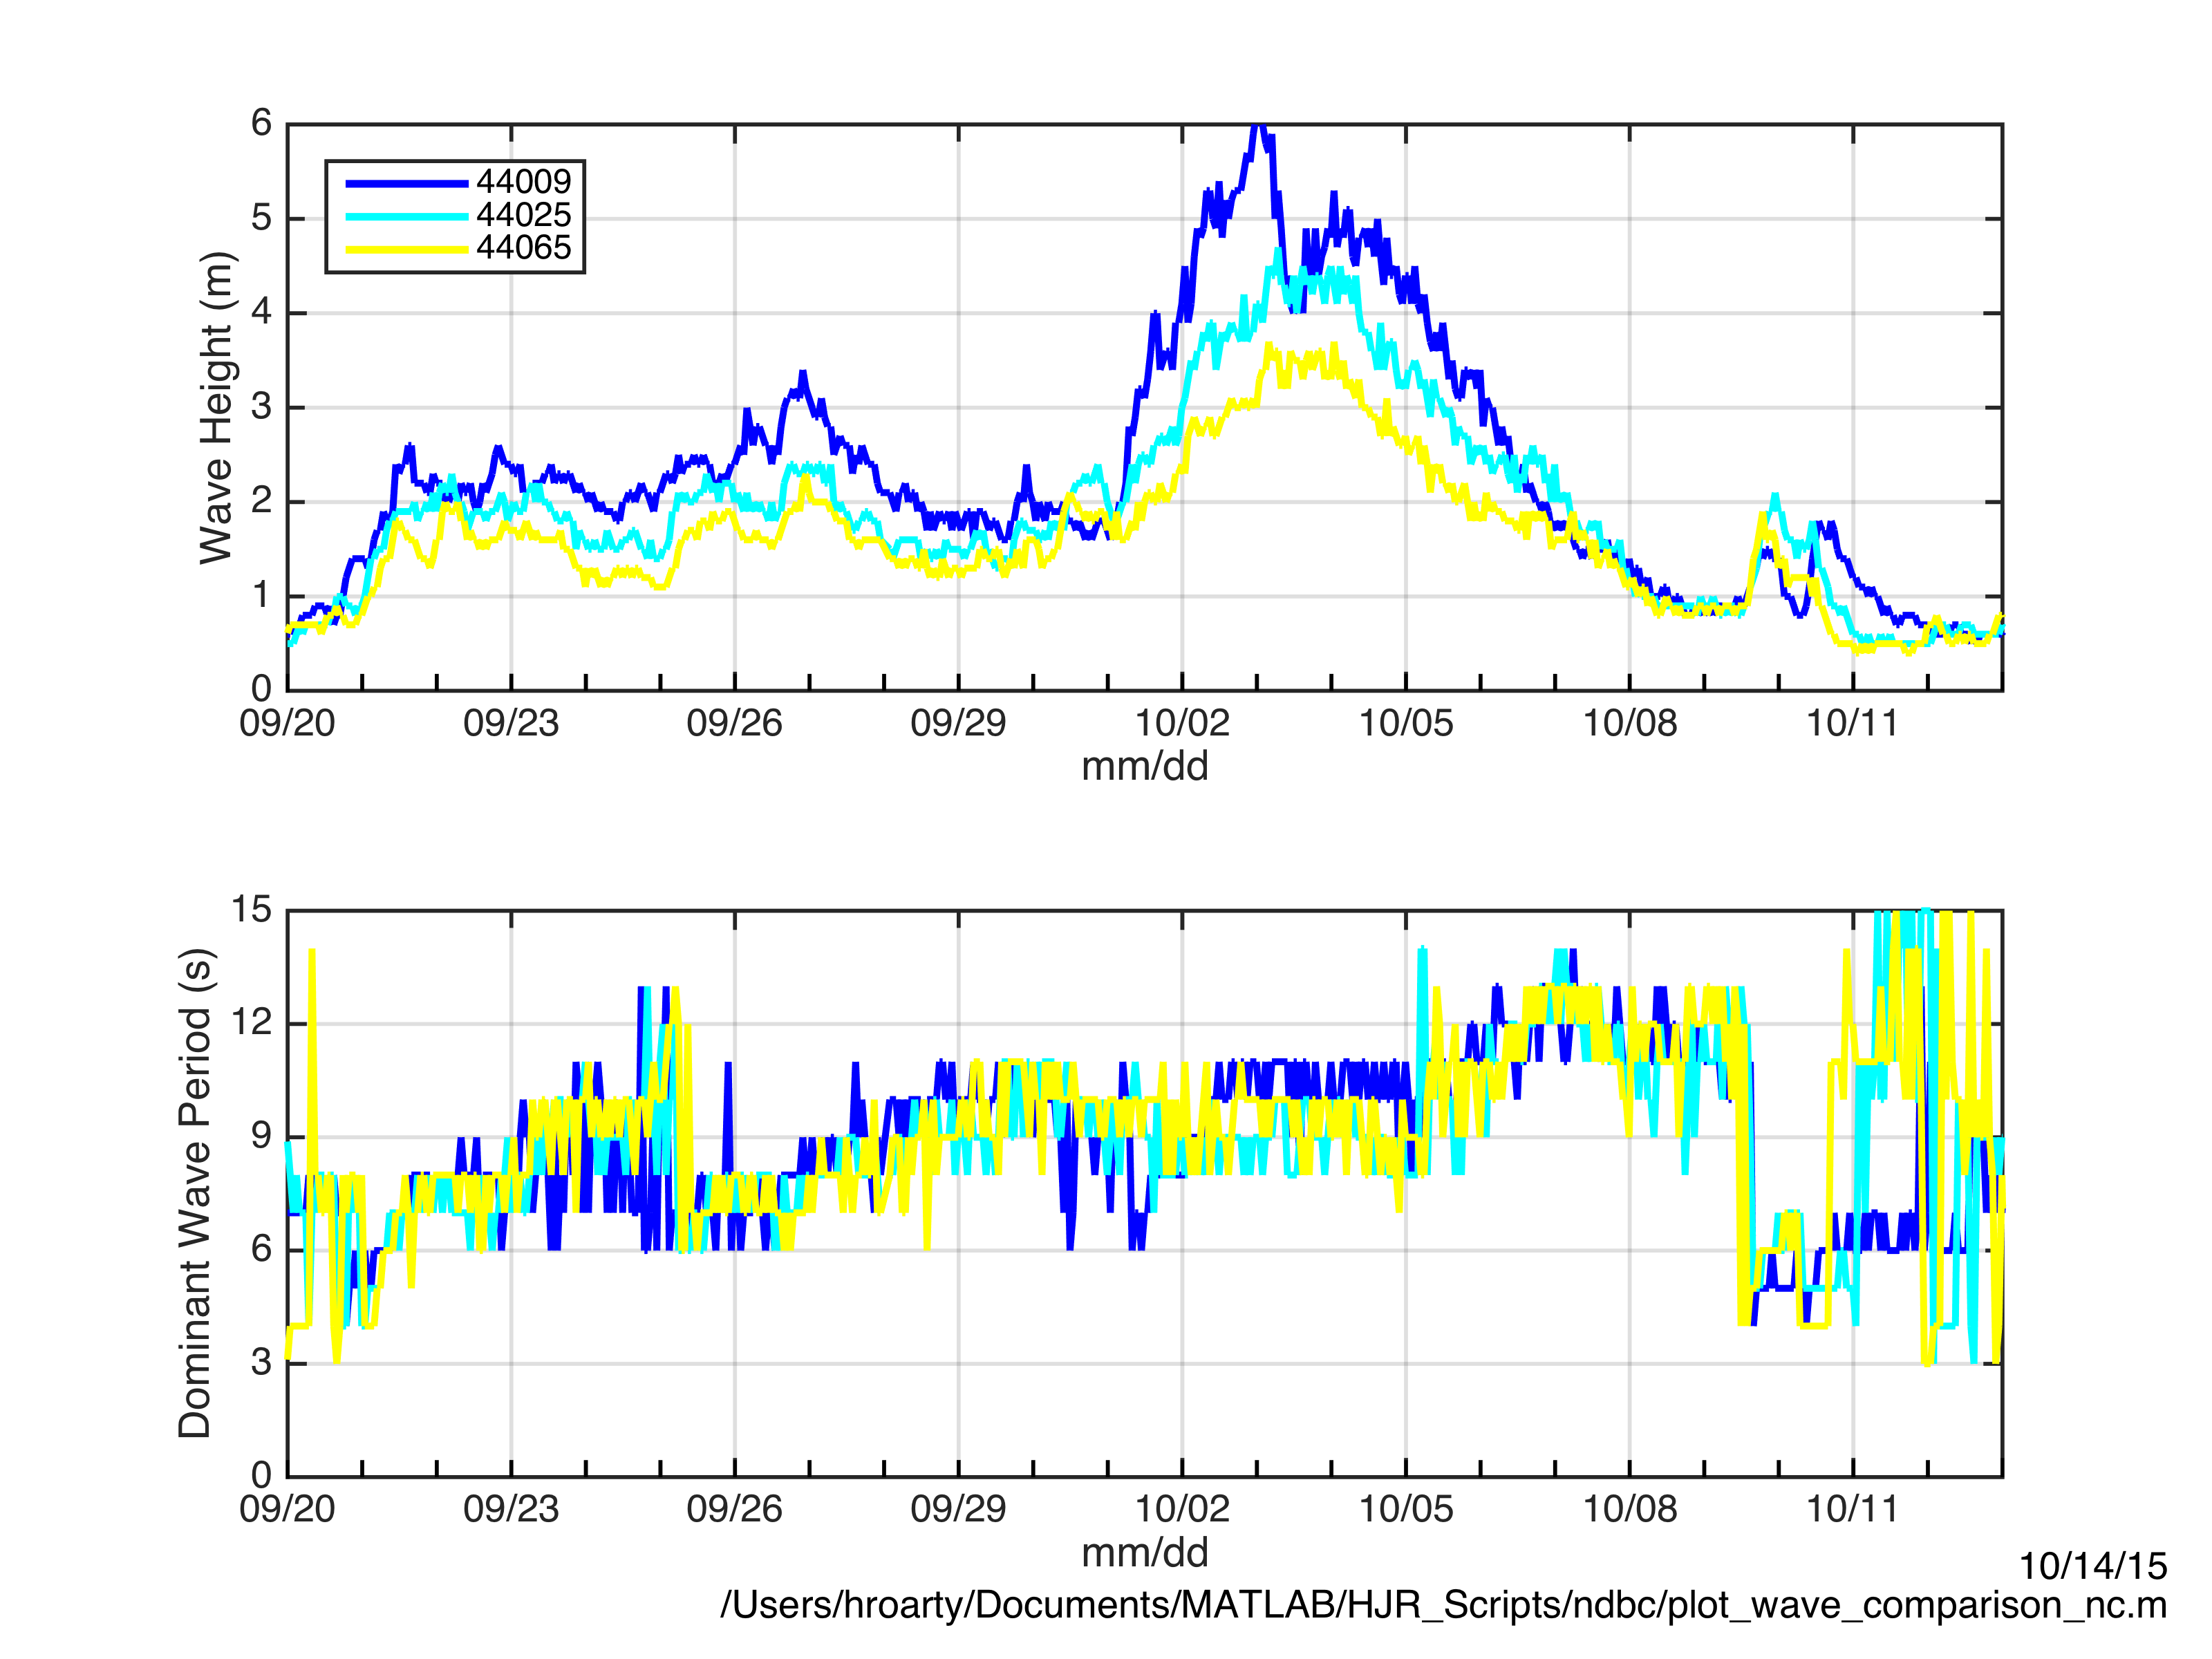 6
5
4
3
2
1
0
Wave Height (m)
44009
44025
44065
09/20 09/23 09/26 09/29 10/02 10/05 10/08 10/11
mm/dd
15
12
9
6
3
0
Dominant Wave Period (s)
09/20 09/23 09/26 09/29 10/02 10/05 10/08 10/11
mm/dd
10/14/15
/Users/hroarty/Documents/MATLAB/HJR_Scripts/ndbc/plot_wave_comparison_nc.m